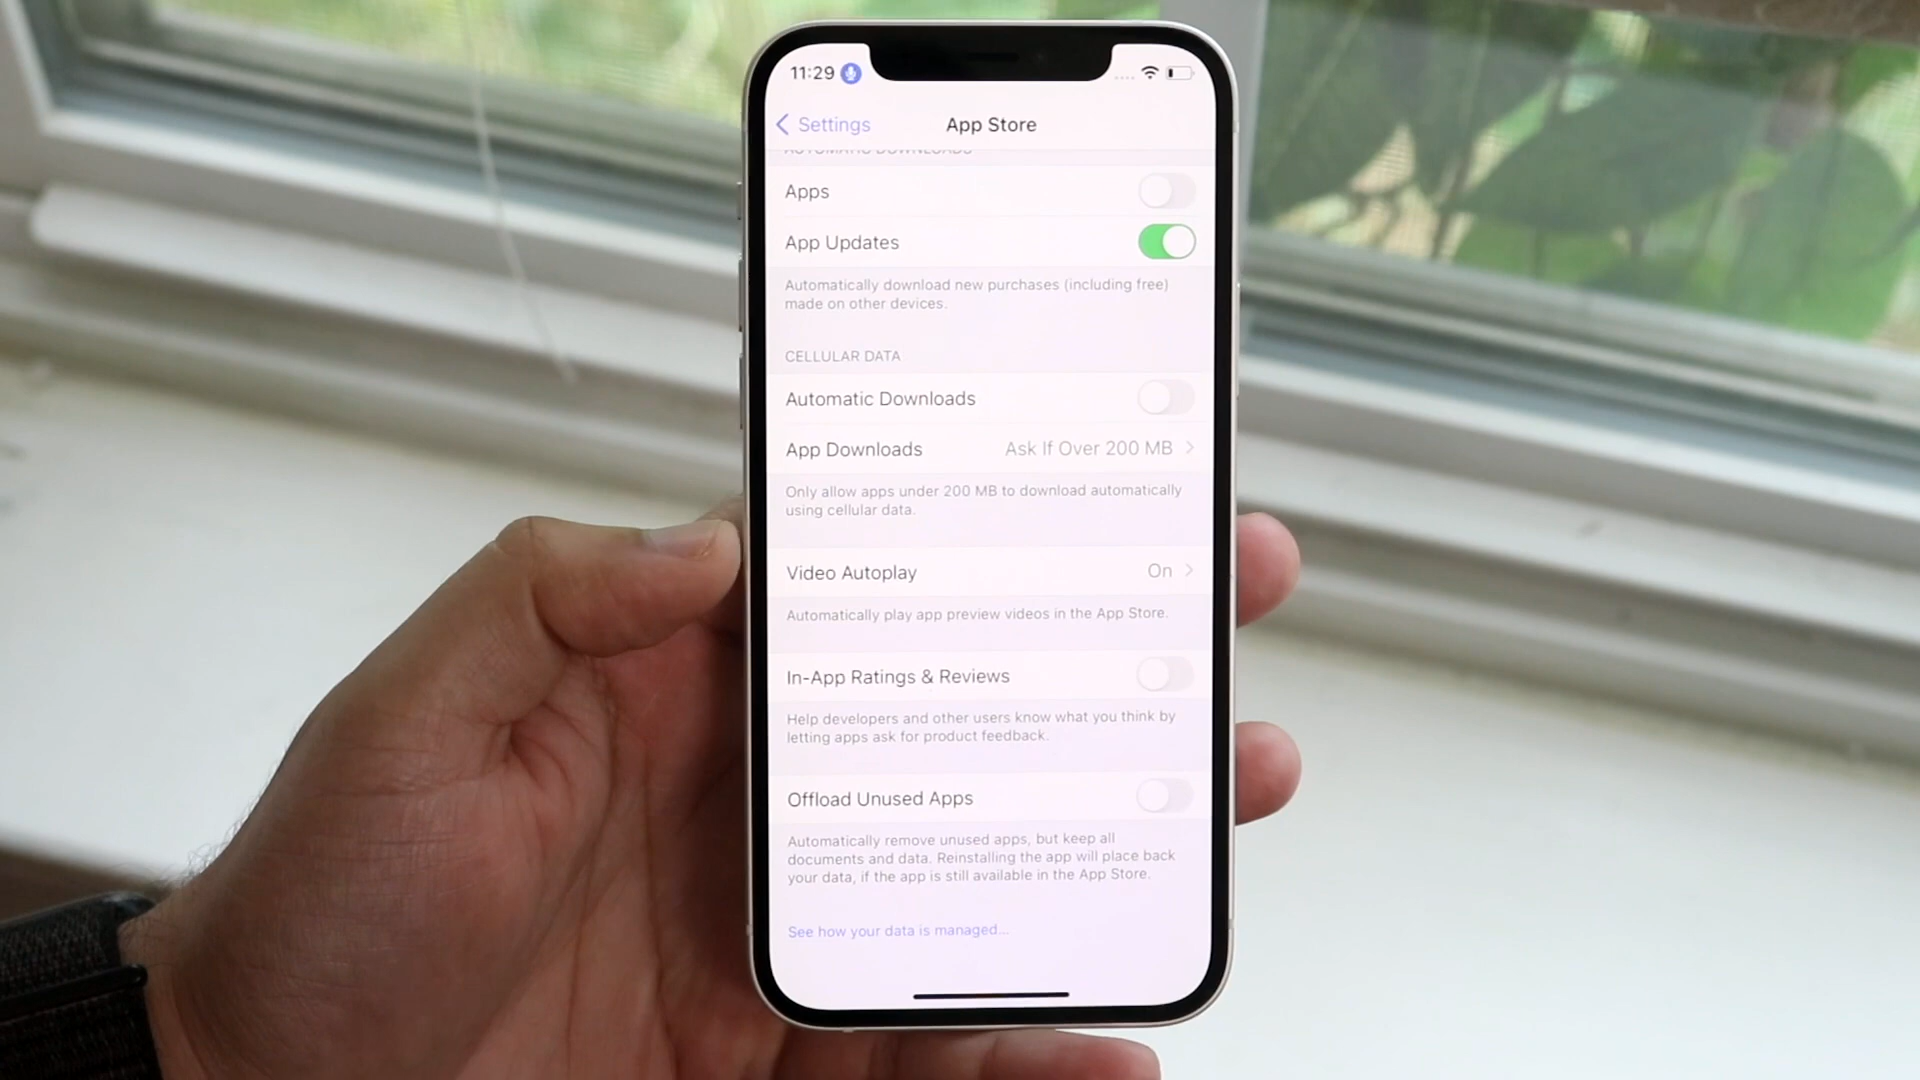 11:29
Settings
App Store
AUTOMATIC DOWNLOADS
Apps
App Updates
Automatically download new purchases (including free)
made on other devices.
CELLULAR DATA
Automatic Downloads
App Downloads Ask If Over 200 MB
Only allow apps under 200 MB to download automatically
using cellular data.
Video Autoplay On
Automatically play app preview videos in the App Store.
In-App Ratings & Reviews
Help developers and other users know what you think by
letting apps ask for product feedback.
Offload Unused Apps
Automatically remove unused apps, but keep all
documents and data. Reinstalling the app will place back
your data, if the app is still available in the App Store.
See how your data is managed...